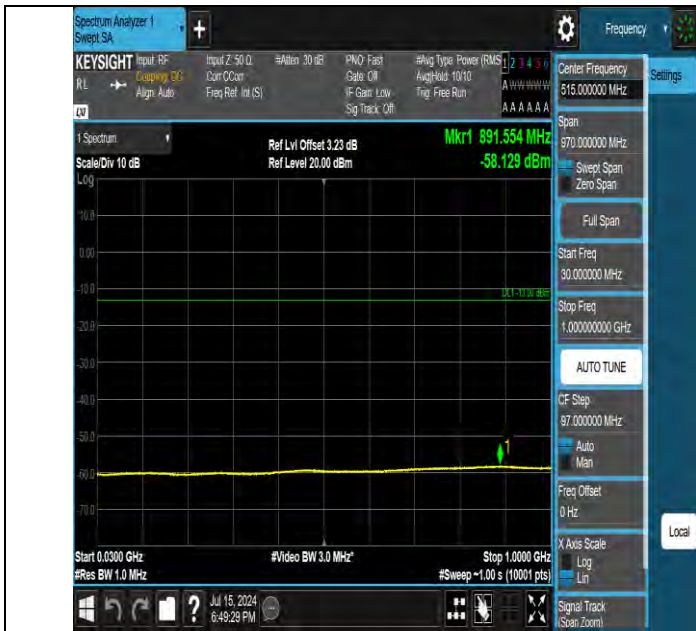 Spectrum Analyzer 1
Swept SA
+
Frequency
KEYSIGHT
RL
Input: RF
Coupling: DC
Align: Auto
Input Z: 50 Ω
Corr CCorr
Freq Ref: Int (S)
#Atten: 30 dB
PNO: Fast
Gate: Off
IF Gain: Low
Sig Track: Off
#Avg Type: Power (RMS
Avg|Hold: 10/10
Trig: Free Run
1 2 3 4 5 6
A W W W W W
A A A A A A
1 Spectrum
Scale/Div 10 dB
Log
Ref Lvl Offset 3.23 dB
Ref Level 20.00 dBm
Mkr1 891.554 MHz
-58.129 dBm
10.0
0.00
-10.0
-20.0
-30.0
-40.0
-50.0
-60.0
-70.0
1
Start 0.0300 GHz
#Res BW 1.0 MHz
#Video BW 3.0 MHz*
Stop 1.0000 GHz
#Sweep ~1.00 s (10001 pts)
?
Jul 15, 2024
6:49:29 PM
Center Frequency
515.000000 MHz
Settings
Span
970.000000 MHz
Swept Span
Zero Span
Full Span
Start Freq
30.000000 MHz
Stop Freq
1.000000000 GHz
AUTO TUNE
CF Step
97.000000 MHz
Auto
Man
Freq Offset
0 Hz
Local
X Axis Scale
Log
Lin
Signal Track
(Span Zoom)